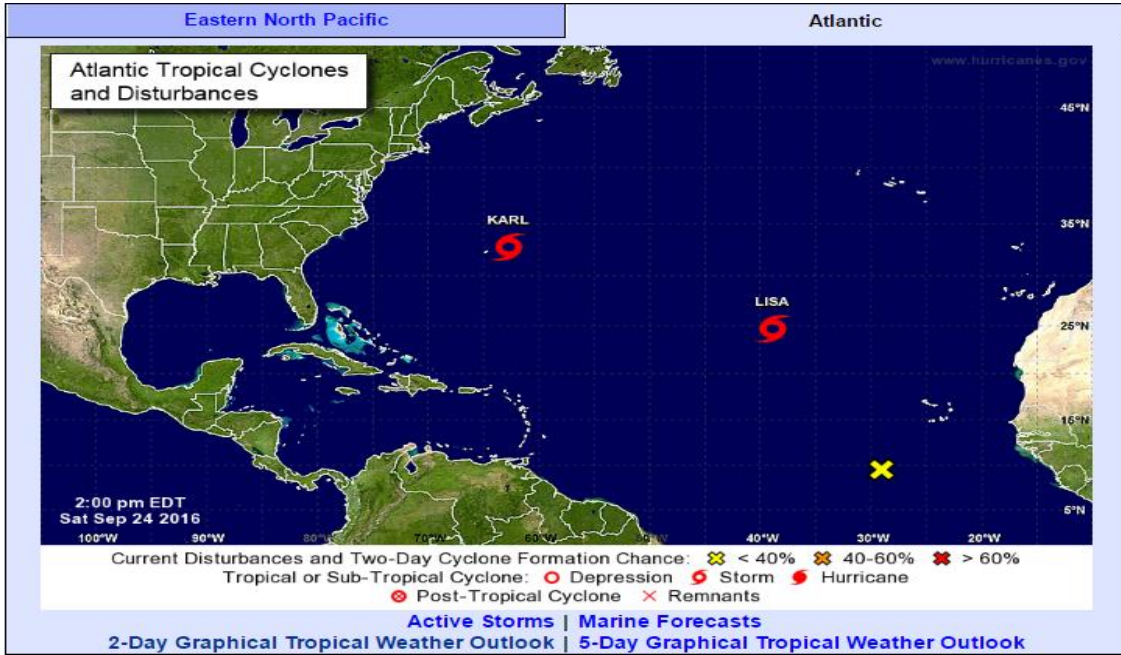 Eastern North Pacific
Atlantic
Atlantic Tropical Cyclones
and Disturbances
www.hurricanes.gov
45°N
KARL
35°N
LISA
25°N
15°N
2:00 pm EDT
Sat Sep 24 2016
5°N
100°W 90°W 80°W 70°W 60°W 50°W 40°W 30°W 20°W
Current Disturbances and Two-Day Cyclone Formation Chance: < 40% 40-60% > 60%
Tropical or Sub-Tropical Cyclone: Depression Storm Hurricane
Post-Tropical Cyclone Remnants
Active Storms | Marine Forecasts
2-Day Graphical Tropical Weather Outlook | 5-Day Graphical Tropical Weather Outlook